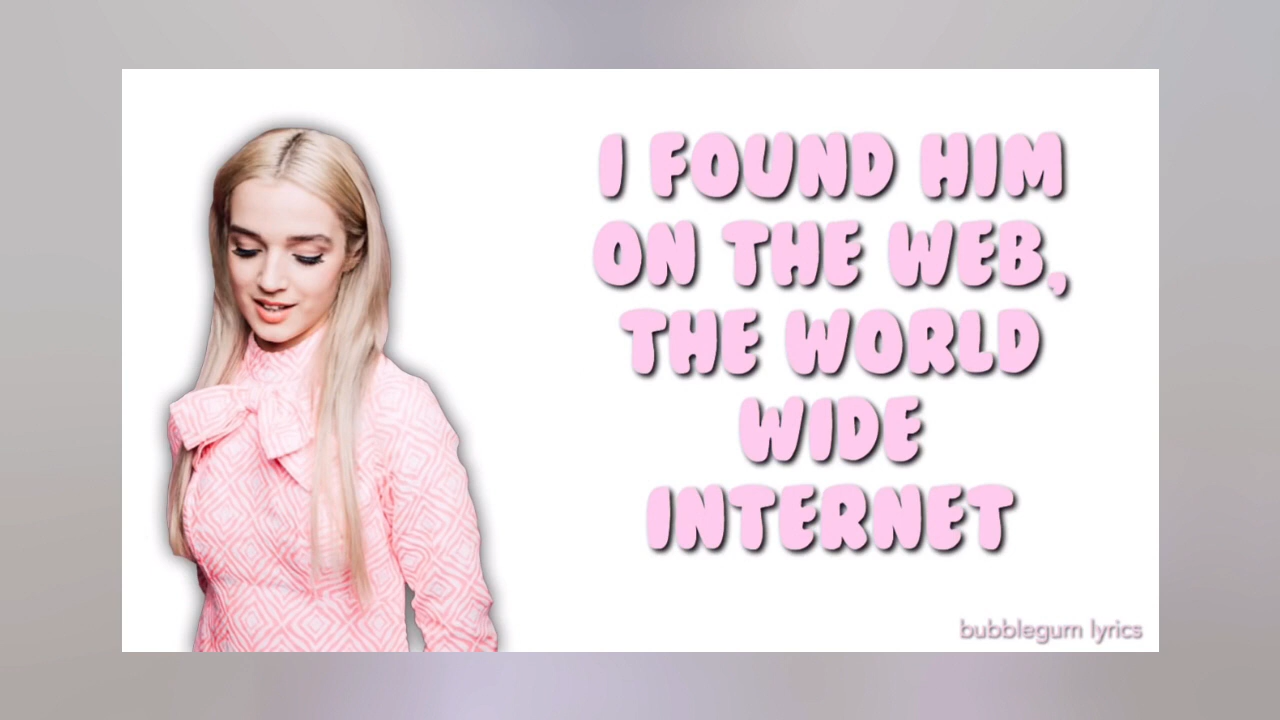 I FOUND HIM
ON THE WEB,
THE WORLD
WIDE
INTERNET
bubblegum lyrics